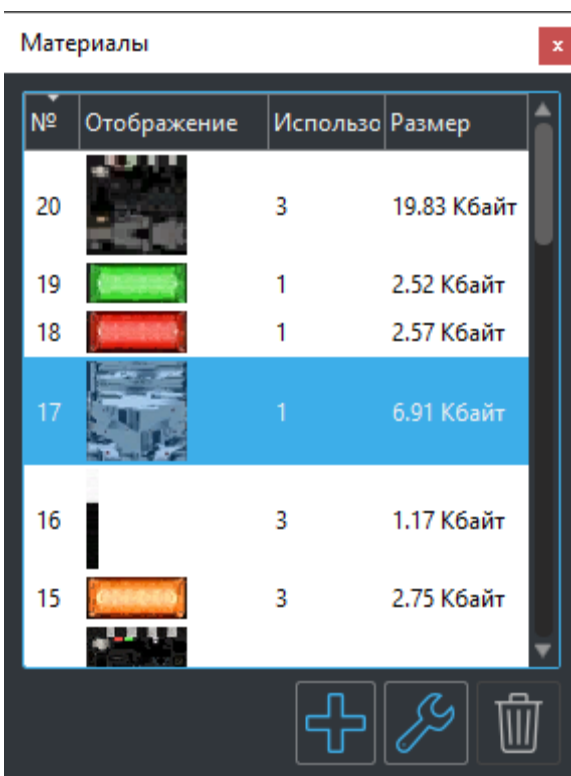 Материалы
x
№ Отображение Использо Размер
20 3 19.83 Кбайт
19 1 2.52 Кбайт
18 1 2.57 Кбайт
17 1 6.91 Кбайт
16 3 1.17 Кбайт
15 3 2.75 Кбайт